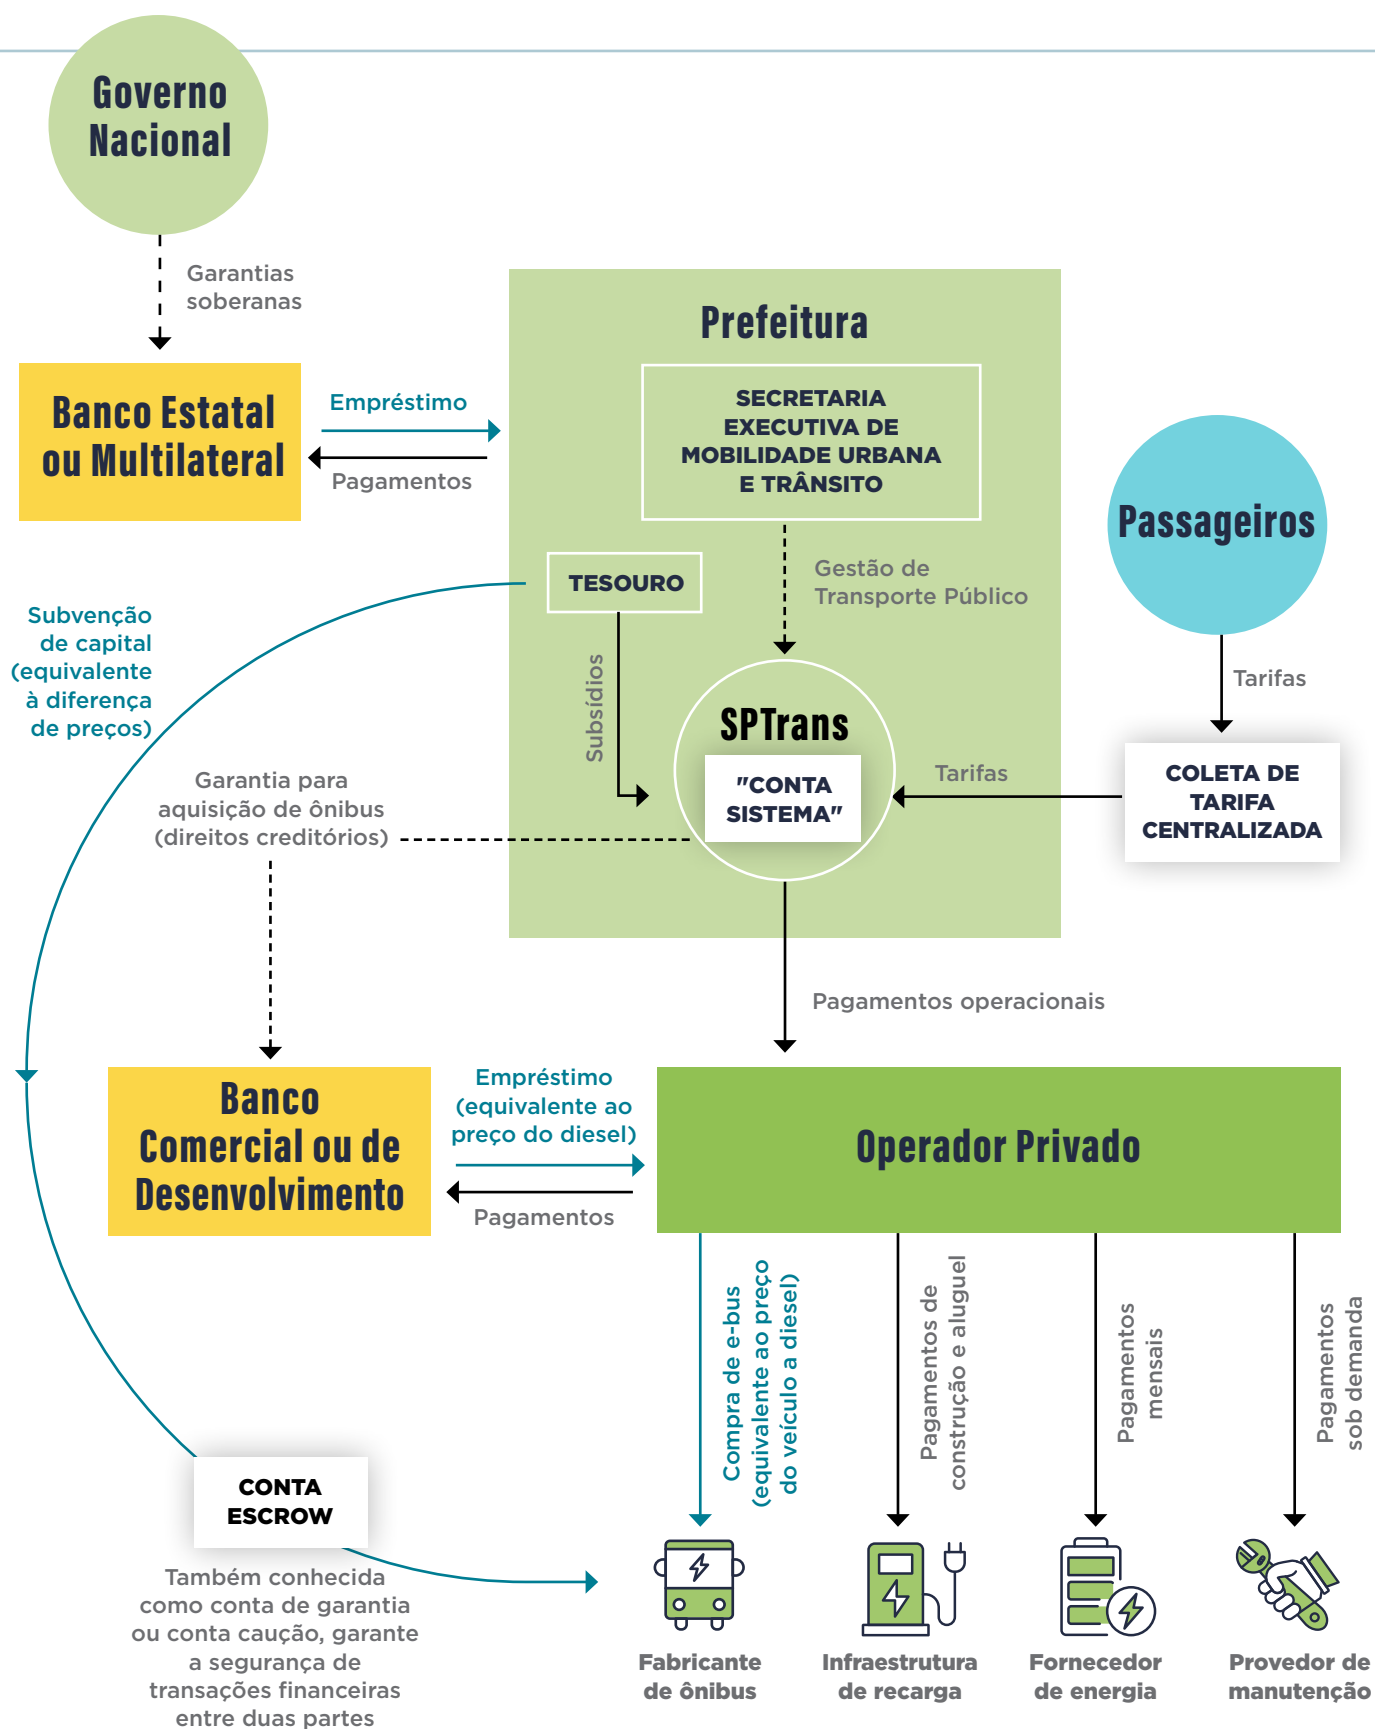 Governo
Nacional
Garantias
soberanas
Prefeitura
SECRETARIA
EXECUTIVA DE
MOBILIDADE URBANA
E TRÂNSITO
Banco Estatal
ou Multilateral
Empréstimo
Pagamentos
Passageiros
TESOURO
Gestão de
Transporte Público
Subvenção
de capital
(equivalente
à diferença
de preços)
Subsídios
Tarifas
SPTrans
"CONTA
SISTEMA"
Tarifas
COLETA DE
TARIFA
CENTRALIZADA
Garantia para
aquisição de ônibus
(direitos creditórios)
Pagamentos operacionais
Banco
Comercial ou de
Desenvolvimento
Empréstimo
(equivalente ao
preço do diesel)
Pagamentos
Operador Privado
Compra de e-bus
(equivalente ao preço
do veículo a diesel)
Pagamentos de
construção e aluguel
Pagamentos
mensais
Pagamentos
sob demanda
CONTA
ESCROW
Também conhecida
como conta de garantia
ou conta caução, garante
a segurança de
transações financeiras
entre duas partes
Fabricante
de ônibus
Infraestrutura
de recarga
Fornecedor
de energia
Provedor de
manutenção